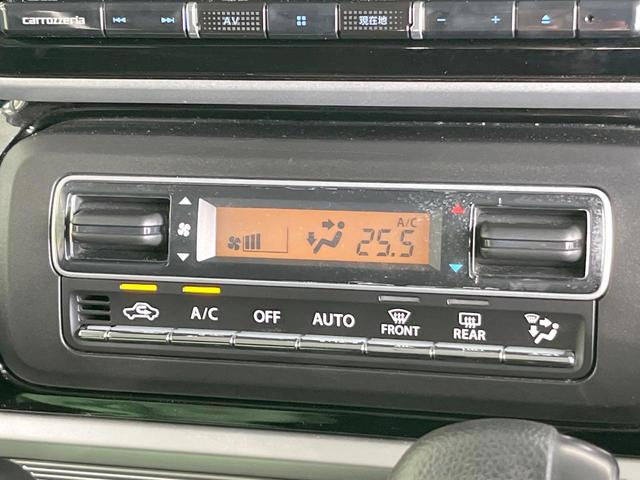 carrozzeria AV 現在地 − +
A/C
25.5
A/C OFF AUTO FRONT REAR